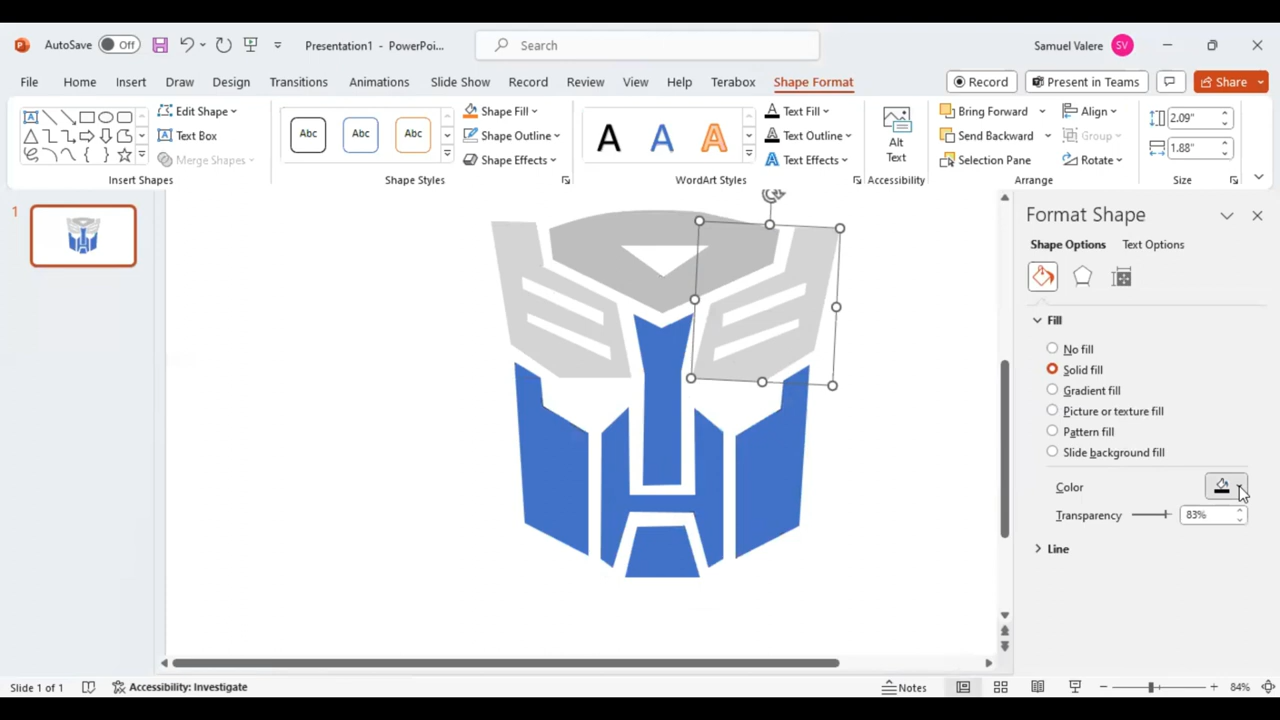 AutoSave Off Presentation1 - PowerPoi... Search Samuel Valere SV
File Home Insert Draw Design Transitions Animations Slide Show Record Review View Help Terabox Shape Format Record Present in Teams Share
Edit Shape
Text Box
Merge Shapes
Insert Shapes
Abc Abc Abc
Shape Fill
Shape Outline
Shape Effects
Shape Styles
A A A
A Text Fill
A Text Outline
A Text Effects
WordArt Styles
Alt
Text
Accessibility
Bring Forward
Send Backward
Selection Pane
Align
Group
Rotate
Arrange
2.09"
1.88"
Size
1
Format Shape
Shape Options Text Options
Fill
No fill
Solid fill
Gradient fill
Picture or texture fill
Pattern fill
Slide background fill
Color
Transparency 83%
Line
Slide 1 of 1 Accessibility: Investigate Notes 84%